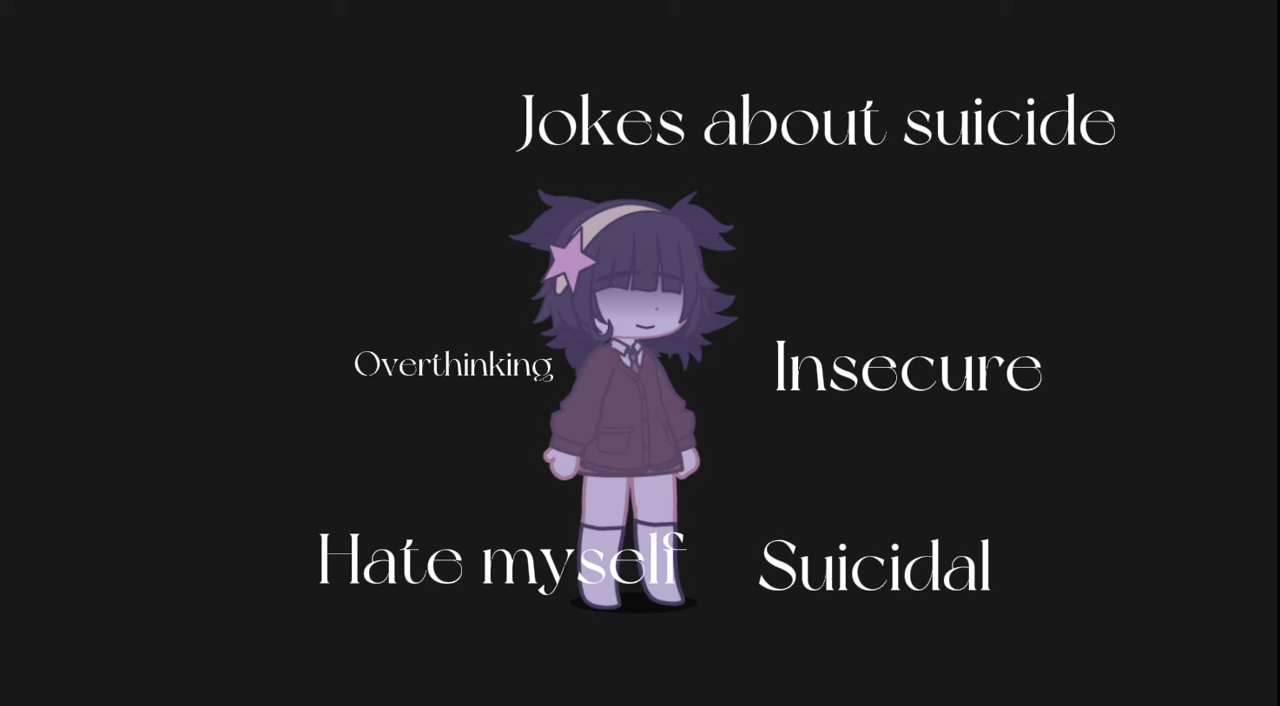 Jokes about suicide
Overthinking
Insecure
Hate myself
Suicidal